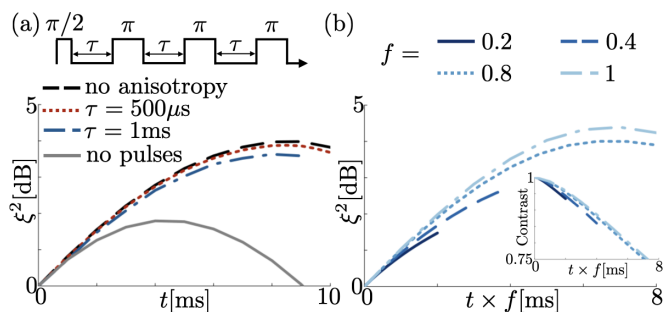 (a) π/2 π π π
τ τ τ
no anisotropy
τ = 500μs
τ = 1ms
no pulses
5
ξ² [dB]
0
0 t[ms] 10
(b)
f = 0.2 0.4
0.8 1
5
ξ² [dB]
0
0 t × f[ms] 8
1
Contrast
0.75
0 8
t × f[ms]